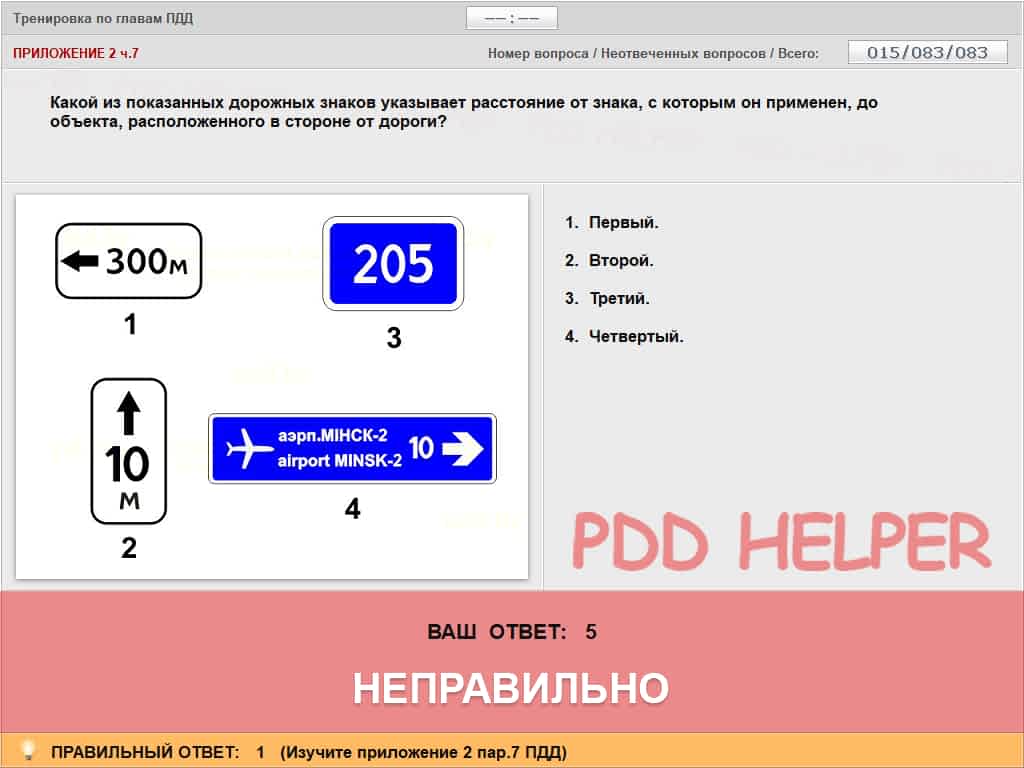 Тренировка по главам ПДД
—— : ——
ПРИЛОЖЕНИЕ 2 ч.7
Номер вопроса / Неотвеченных вопросов / Всего:
015/083/083
Какой из показанных дорожных знаков указывает расстояние от знака, с которым он применен, до
объекта, расположенного в стороне от дороги?
300м
1
205
3
10
м
2
аэрп.МІНСК-2
airport MINSK-2
10
4
1. Первый.
2. Второй.
3. Третий.
4. Четвертый.
PDD HELPER
ВАШ ОТВЕТ: 5
НЕПРАВИЛЬНО
ПРАВИЛЬНЫЙ ОТВЕТ: 1 (Изучите приложение 2 пар.7 ПДД)